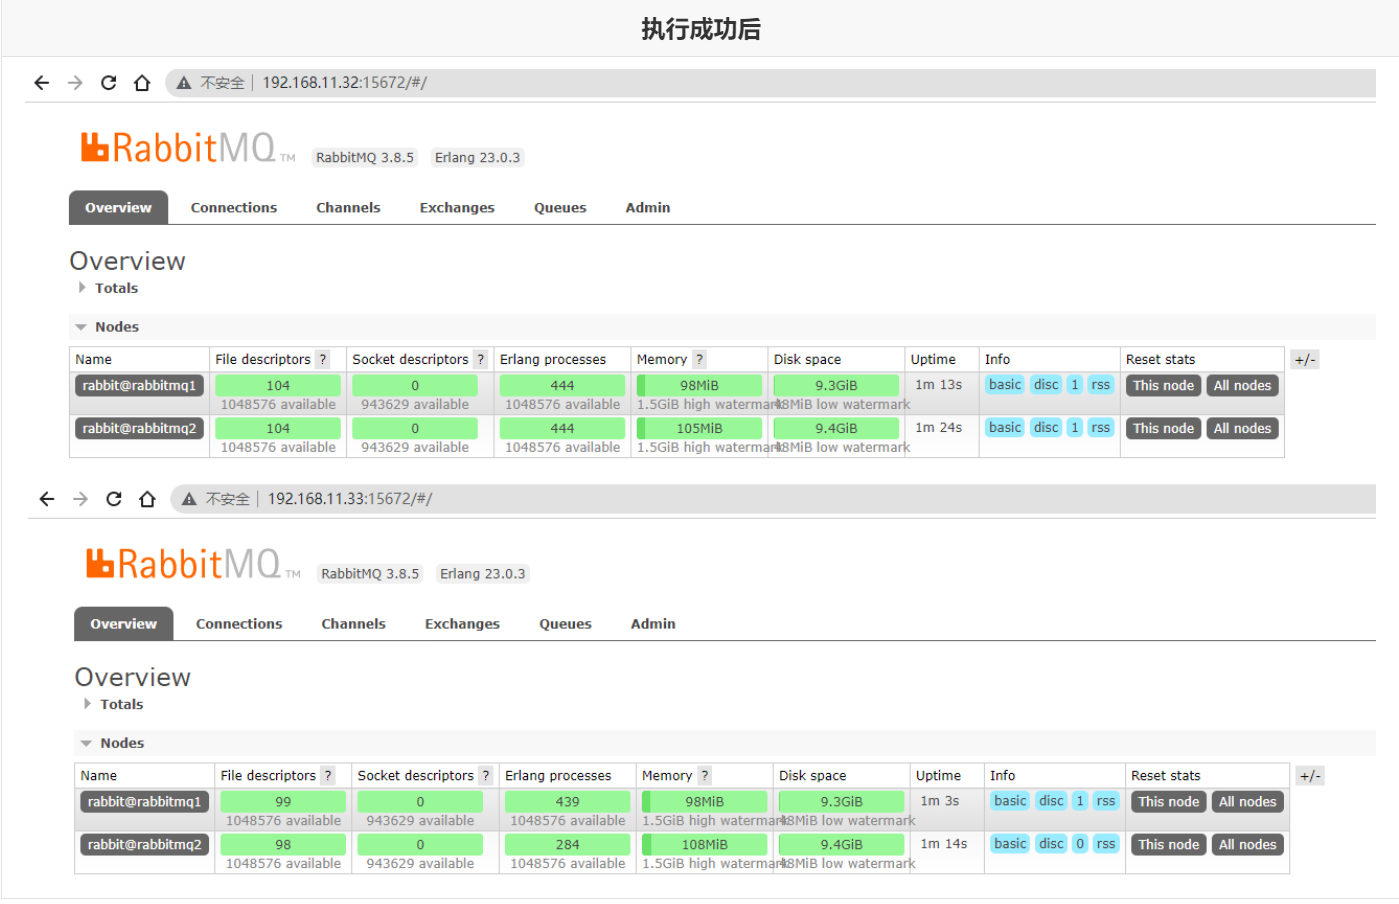 执行成功后
不安全 192.168.11.32:15672/#/
RabbitMQ TM RabbitMQ 3.8.5 Erlang 23.0.3
Overview Connections Channels Exchanges Queues Admin
Overview
Totals
Nodes
Name File descriptors ? Socket descriptors ? Erlang processes Memory ? Disk space Uptime Info Reset stats +/-
rabbit@rabbitmq1 104 0 444 98MiB 9.3GiB 1m 13s basic disc 1 rss This node All nodes
1048576 available 943629 available 1048576 available 1.5GiB high watermark 48MiB low watermark
rabbit@rabbitmq2 104 0 444 105MiB 9.4GiB 1m 24s basic disc 1 rss This node All nodes
1048576 available 943629 available 1048576 available 1.5GiB high watermark 48MiB low watermark
不安全 192.168.11.33:15672/#/
RabbitMQ TM RabbitMQ 3.8.5 Erlang 23.0.3
Overview Connections Channels Exchanges Queues Admin
Overview
Totals
Nodes
Name File descriptors ? Socket descriptors ? Erlang processes Memory ? Disk space Uptime Info Reset stats +/-
rabbit@rabbitmq1 99 0 439 98MiB 9.3GiB 1m 3s basic disc 1 rss This node All nodes
1048576 available 943629 available 1048576 available 1.5GiB high watermark 48MiB low watermark
rabbit@rabbitmq2 98 0 284 108MiB 9.4GiB 1m 14s basic disc 0 rss This node All nodes
1048576 available 943629 available 1048576 available 1.5GiB high watermark 48MiB low watermark